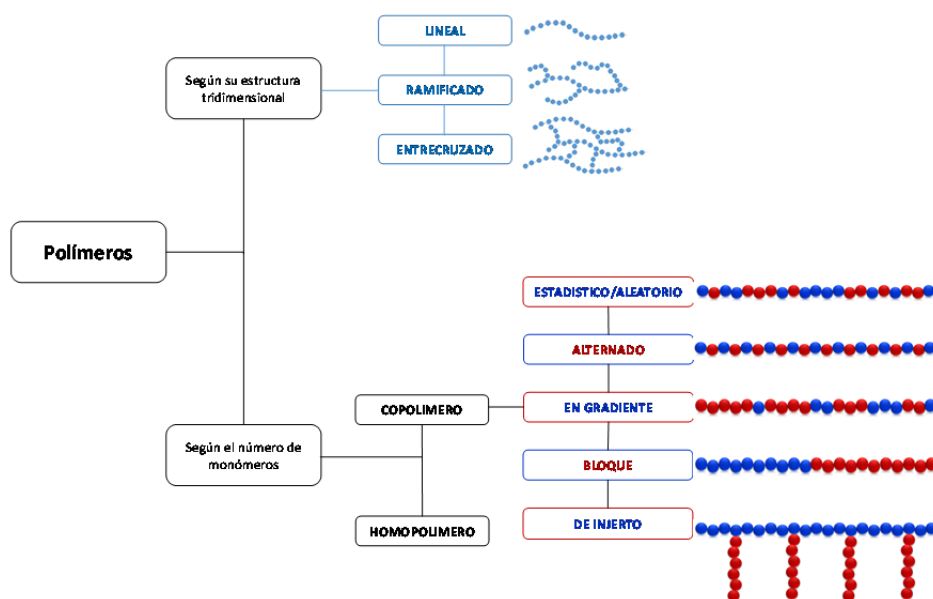 LINEAL
Según su estructura
tridimensional
RAMIFICADO
ENTRECRUZADO
Polímeros
ESTADISTICO/ALEATORIO
ALTERNADO
COPOLIMERO
EN GRADIENTE
Según el número de
monómeros
BLOQUE
HOMOPOLIMERO
DE INJERTO